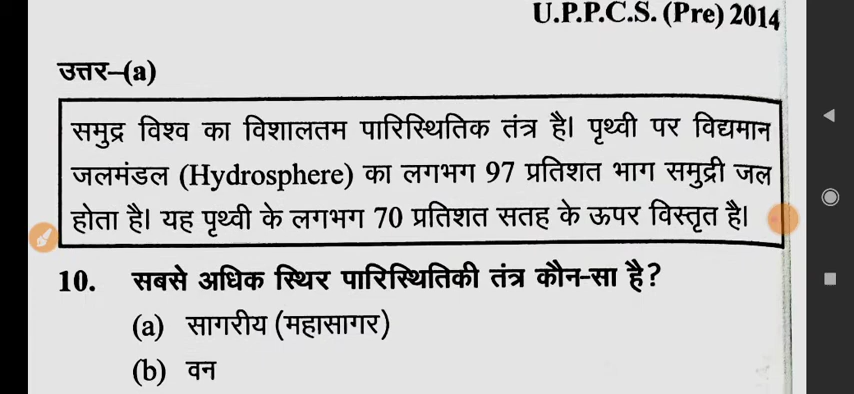 U.P.P.C.S. (Pre) 2014
उत्तर–(a)
समुद्र विश्व का विशालतम पारिस्थितिक तंत्र है। पृथ्वी पर विद्यमान
जलमंडल (Hydrosphere) का लगभग 97 प्रतिशत भाग समुद्री जल
होता है। यह पृथ्वी के लगभग 70 प्रतिशत सतह के ऊपर विस्तृत है।
10. सबसे अधिक स्थिर पारिस्थितिकी तंत्र कौन-सा है?
(a) सागरीय (महासागर)
(b) वन